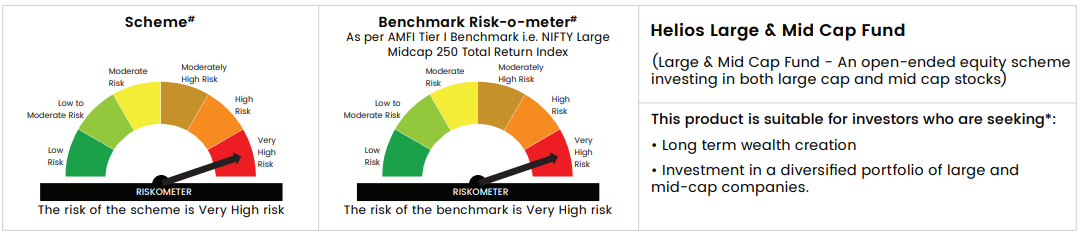 Scheme#
Moderate
Risk
Moderately
High Risk
Low to
Moderate Risk
High
Risk
Low
Risk
Very
High
Risk
RISKOMETER
The risk of the scheme is Very High risk
Benchmark Risk-o-meter#
As per AMFI Tier I Benchmark i.e. NIFTY Large
Midcap 250 Total Return Index
Moderate
Risk
Moderately
High Risk
Low to
Moderate Risk
High
Risk
Low
Risk
Very
High
Risk
RISKOMETER
The risk of the benchmark is Very High risk
Helios Large & Mid Cap Fund
(Large & Mid Cap Fund - An open-ended equity scheme
investing in both large cap and mid cap stocks)
This product is suitable for investors who are seeking*:
• Long term wealth creation
• Investment in a diversified portfolio of large and
mid-cap companies.